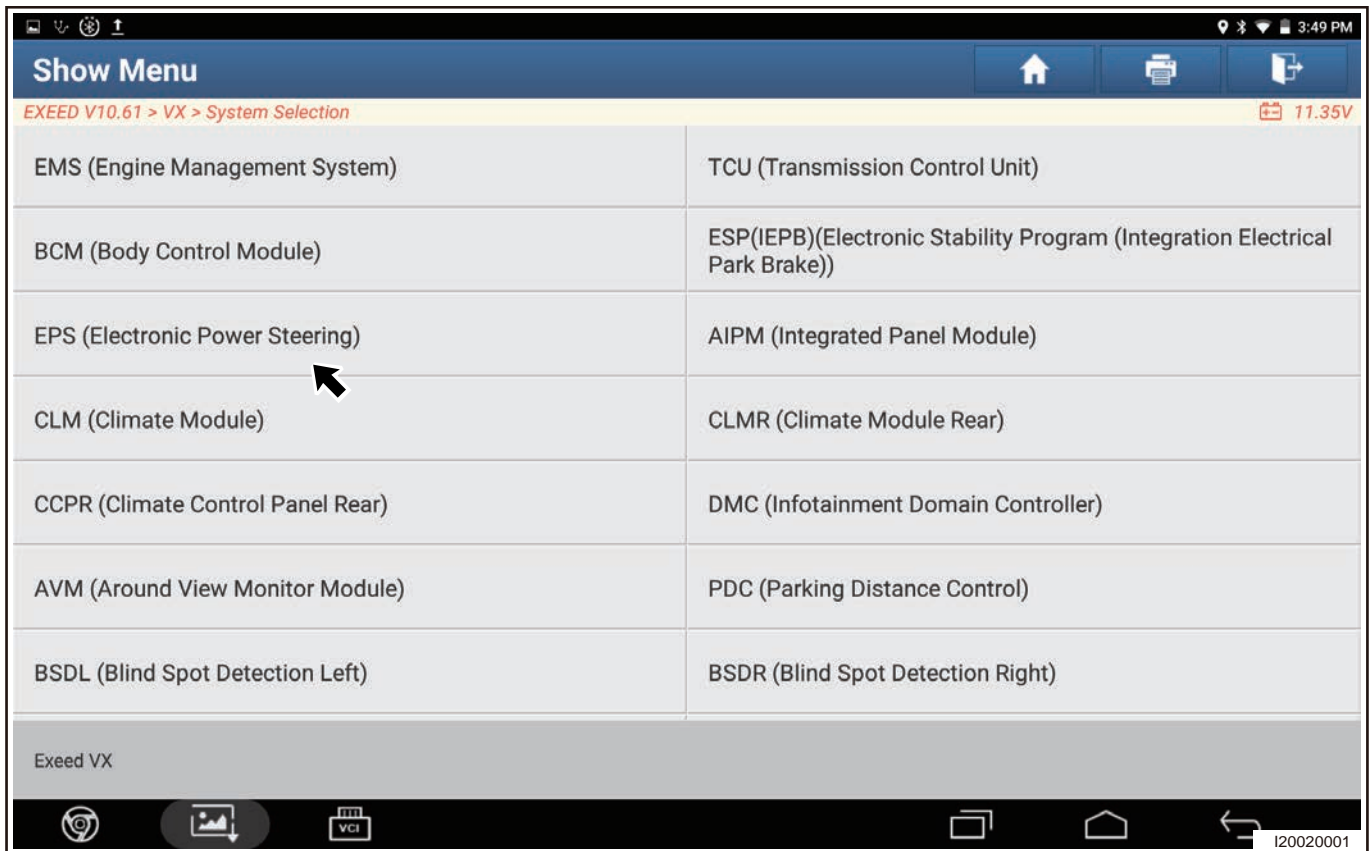 3:49 PM
Show Menu
EXEED V10.61 > VX > System Selection
11.35V
EMS (Engine Management System)
TCU (Transmission Control Unit)
BCM (Body Control Module)
ESP(IEPB)(Electronic Stability Program (Integration Electrical
Park Brake))
EPS (Electronic Power Steering)
AIPM (Integrated Panel Module)
CLM (Climate Module)
CLMR (Climate Module Rear)
CCPR (Climate Control Panel Rear)
DMC (Infotainment Domain Controller)
AVM (Around View Monitor Module)
PDC (Parking Distance Control)
BSDL (Blind Spot Detection Left)
BSDR (Blind Spot Detection Right)
Exeed VX
VCI
I20020001